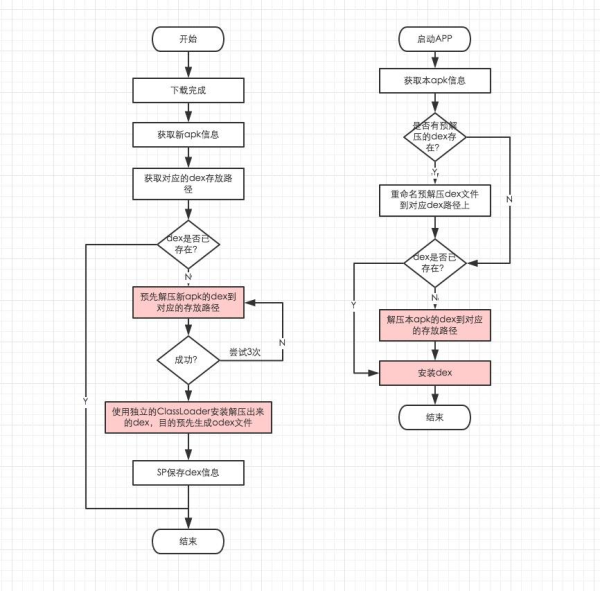 开始
下载完成
获取新apk信息
获取对应的dex存放路
径
dex是否已
存在?
N
预先解压新apk的dex到
对应的存放路径
成功?
尝试3次
N
Y
使用独立的ClassLoader安装解压出来
的dex，目的预先生成odex文件
SP保存dex信息
结束
启动APP
获取本apk信息
是否有预解
压的dex存
在?
Y
N
重命名预解压dex文件
到对应dex路径上
dex是否已
存在?
Y
N
解压本apk的dex到对应
的存放路径
安装dex
结束